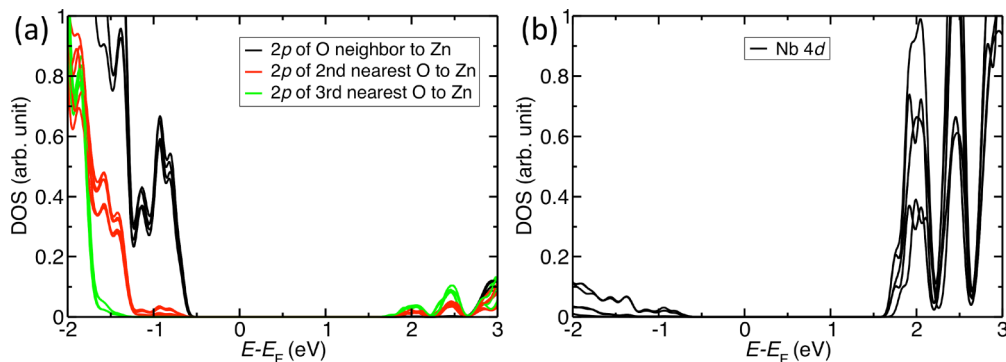 (a)
1
0.8
0.6
0.4
0.2
0
DOS (arb. unit)
2p of O neighbor to Zn
2p of 2nd nearest O to Zn
2p of 3rd nearest O to Zn
-2 -1 0 1 2 3
E-E_F (eV)
(b)
1
0.8
0.6
0.4
0.2
0
DOS (arb. unit)
Nb 4d
-2 -1 0 1 2 3
E-E_F (eV)